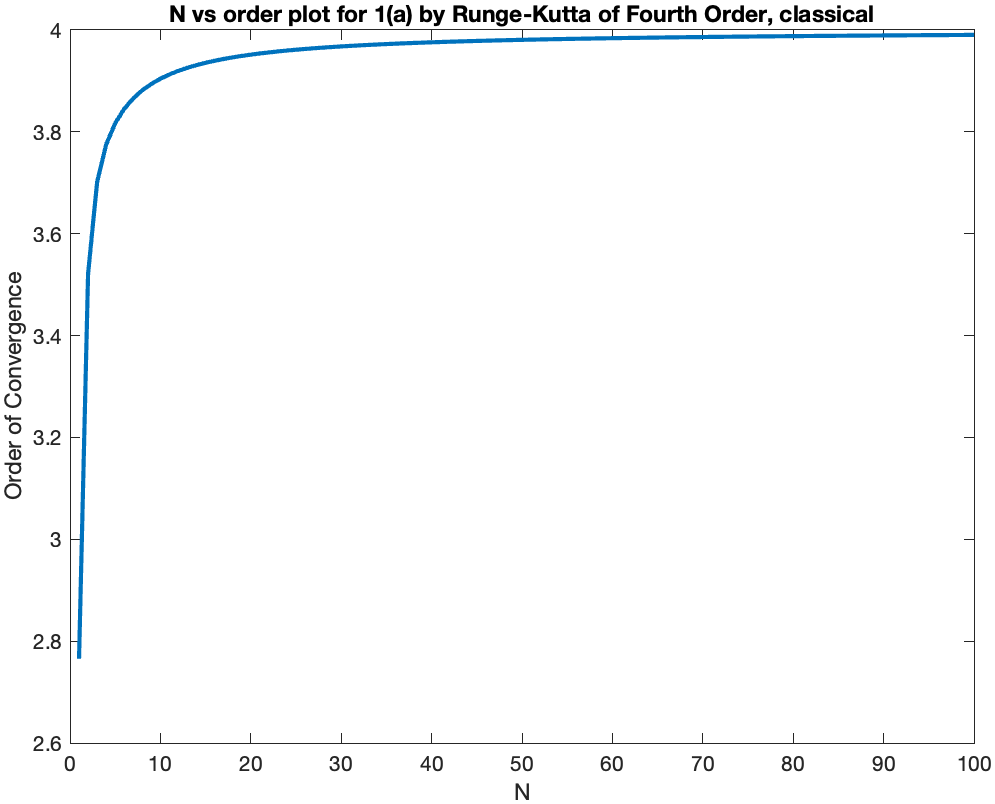 N vs order plot for 1(a) by Runge-Kutta of Fourth Order, classical
4
3.8
3.6
3.4
3.2
3
2.8
2.6
Order of Convergence
0 10 20 30 40 50 60 70 80 90 100
N